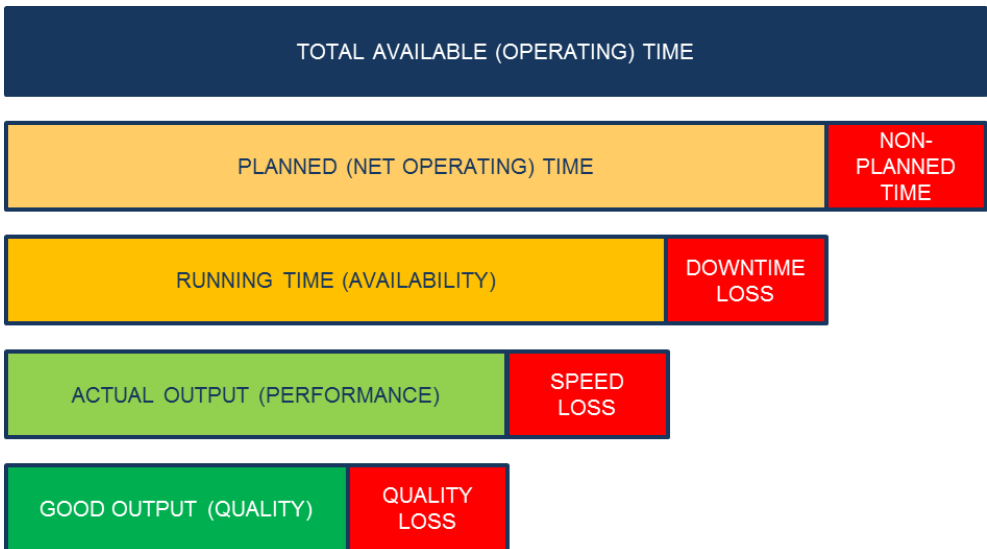 TOTAL AVAILABLE (OPERATING) TIME
PLANNED (NET OPERATING) TIME
NON-
PLANNED
TIME
RUNNING TIME (AVAILABILITY)
DOWNTIME
LOSS
ACTUAL OUTPUT (PERFORMANCE)
SPEED
LOSS
GOOD OUTPUT (QUALITY)
QUALITY
LOSS